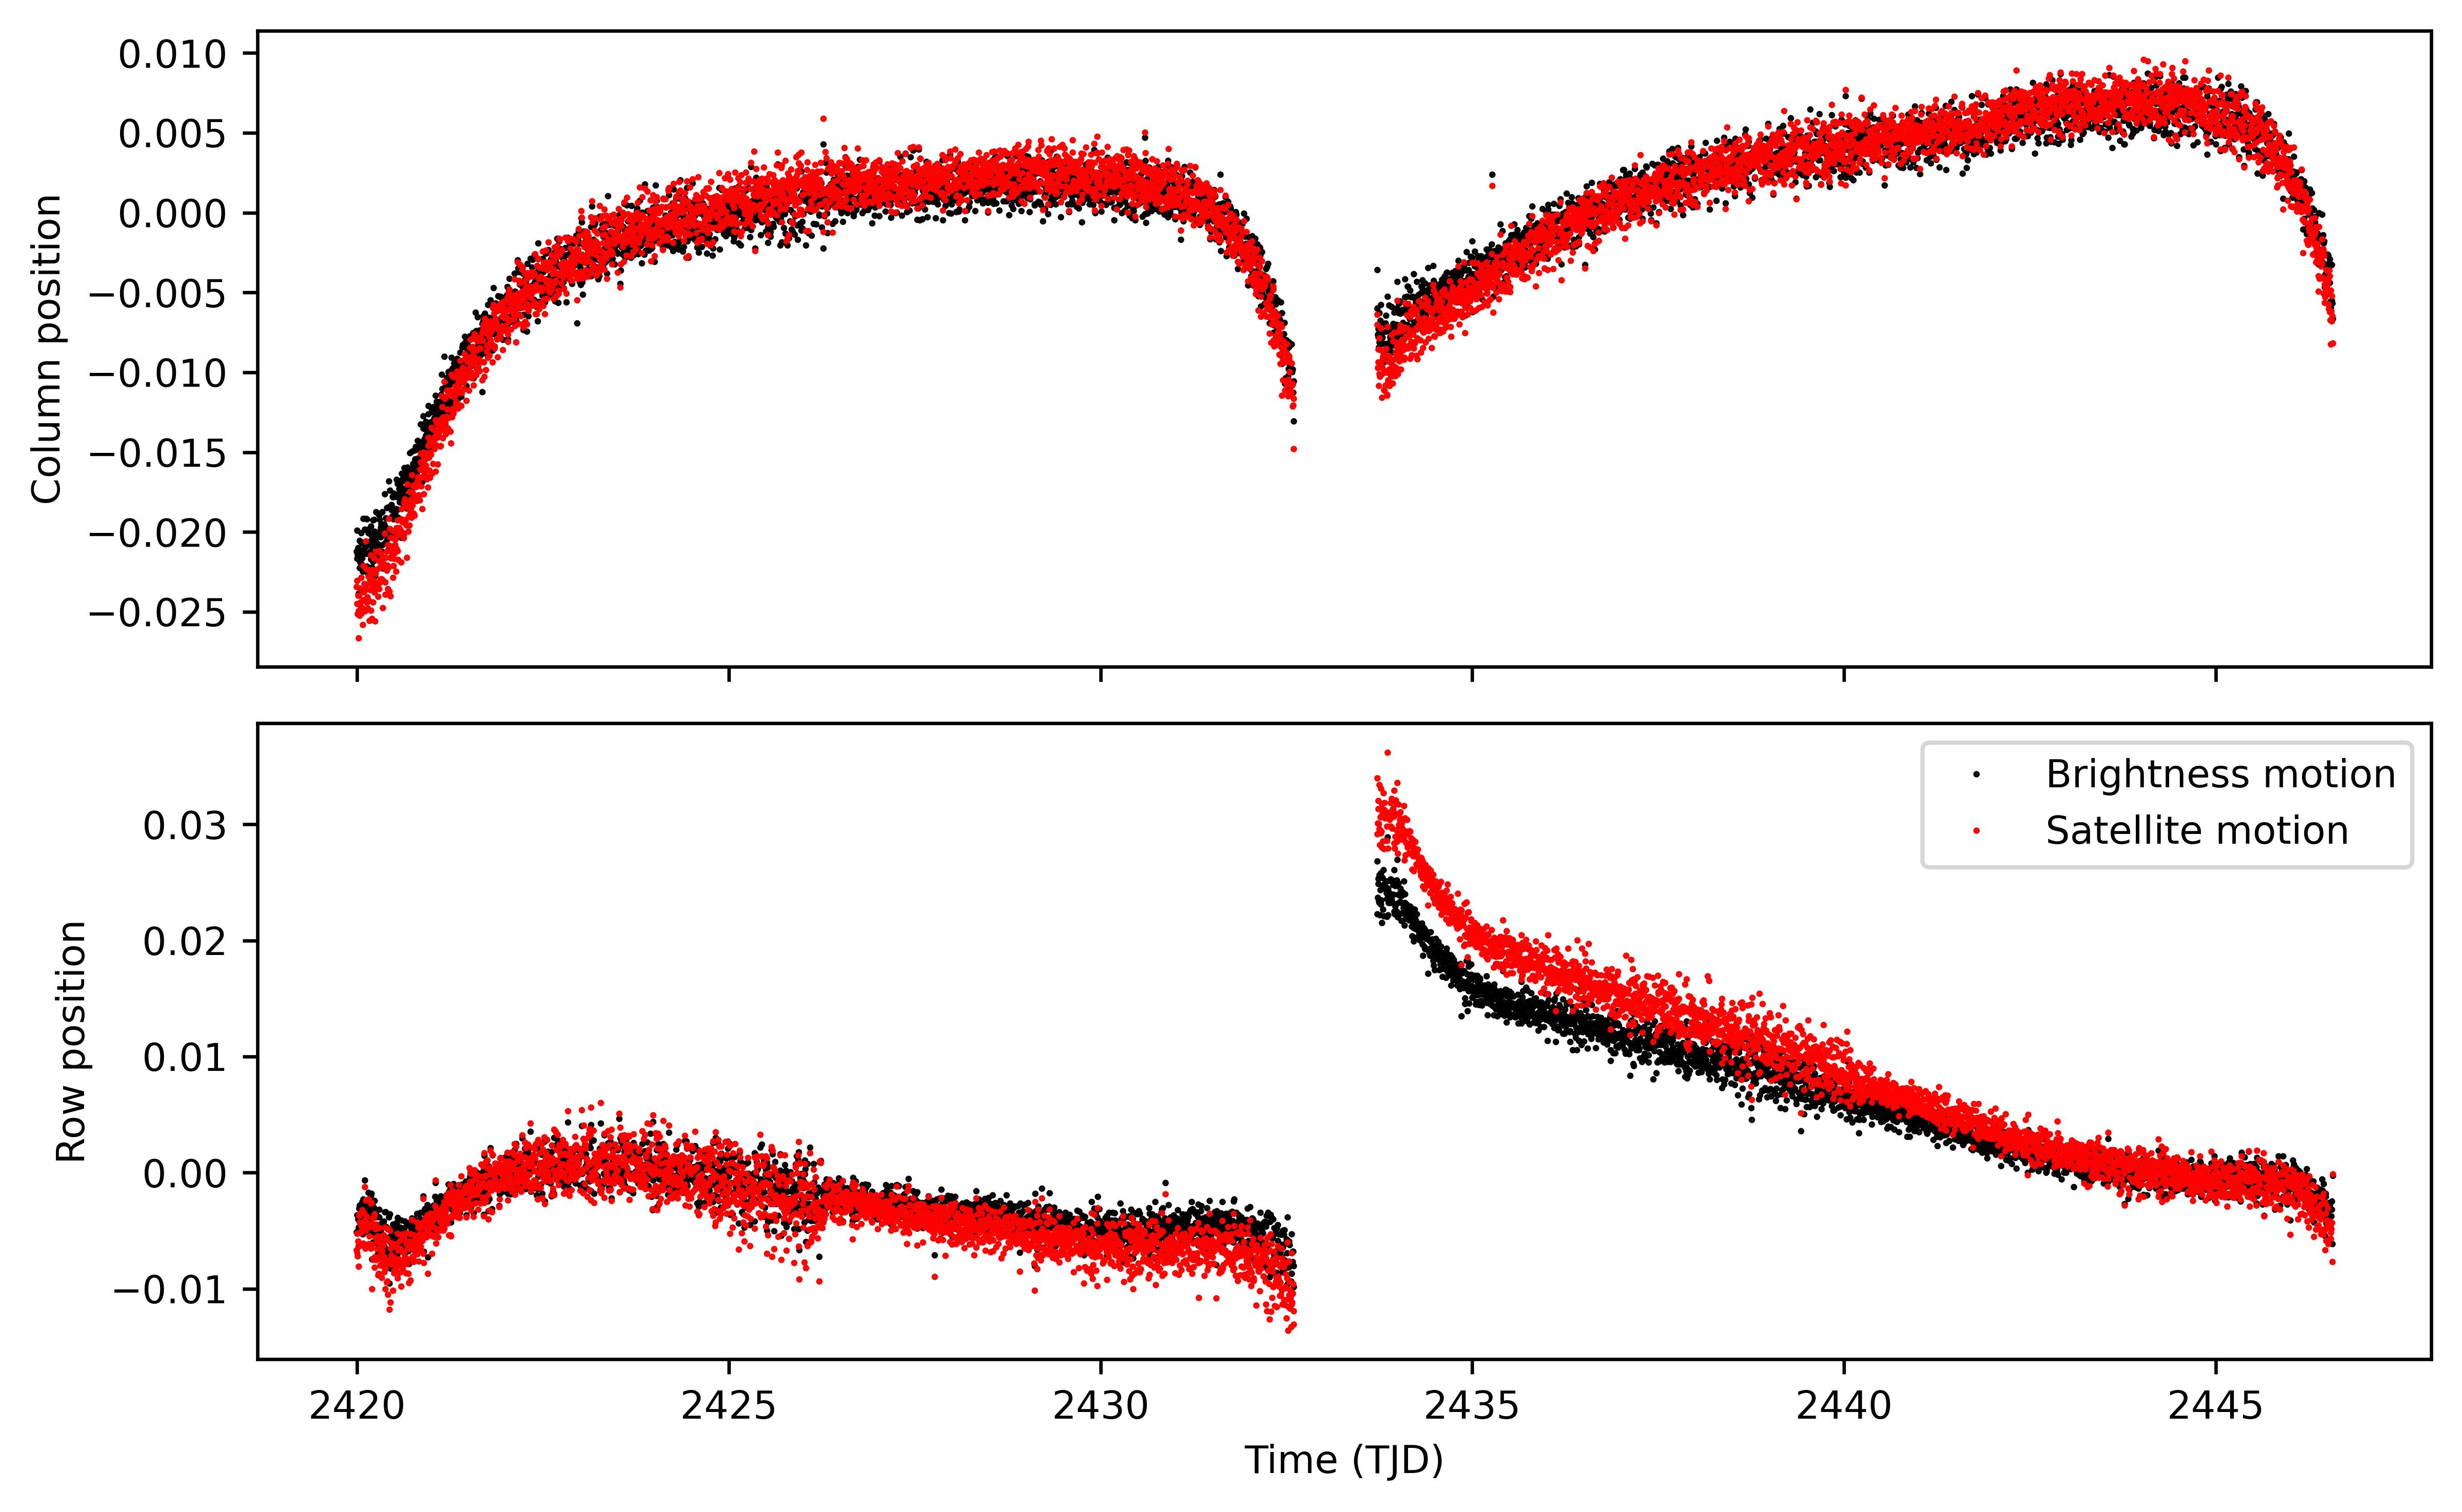 0.010
0.005
0.000
−0.005
−0.010
−0.015
−0.020
−0.025
Column position
Brightness motion
Satellite motion
0.03
0.02
0.01
0.00
−0.01
Row position
2420 2425 2430 2435 2440 2445
Time (TJD)